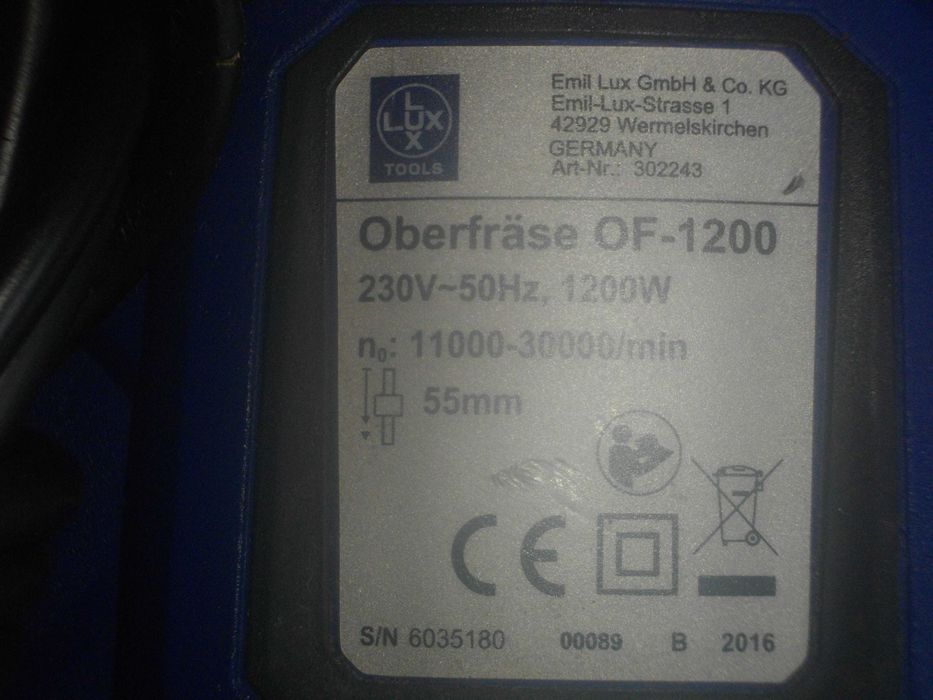 LUX
LUX
TOOLS
Emil Lux GmbH & Co. KG
Emil-Lux-Strasse 1
42929 Wermelskirchen
GERMANY
Art-Nr.: 302243
Oberfräse OF-1200
230V~50Hz, 1200W
n₀: 11000-30000/min
55mm
CE
S/N 6035180 00089 B 2016